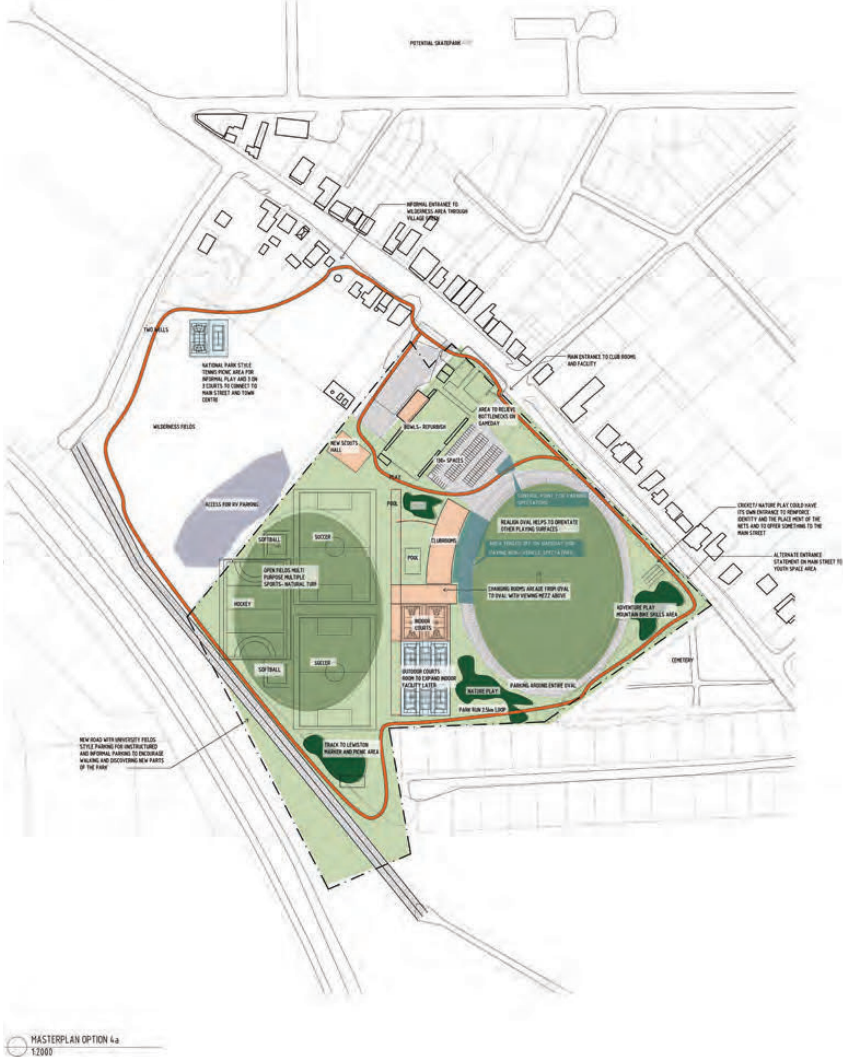 POTENTIAL SKATEPARK
INFORMAL ENTRANCE TO
WILDERNESS AREA THROUGH
VILLAGE GREEN
TWO WELLS
NATIONAL PARK STYLE
TENNIS PICNIC AREA FOR
INFORMAL PLAY AND 3 ON
3 COURTS TO CONNECT TO
MAIN STREET AND TOWN
CENTRE
MAIN ENTRANCE TO CLUB ROOMS
AND FACILITY
AREA TO RELIEVE
BOTTLENECKS ON
GAMEDAY
BOWLS- REFURBISH
WILDERNESS FIELDS
NEW SCOUTS
HALL
130+ SPACES
PLAY
ACCESS FOR RV PARKING
POOL
CRICKET/ NATURE PLAY COULD HAVE
ITS OWN ENTRANCE TO REINFORCE
IDENTITY AND THE PLACE MENT OF THE
NETS AND TO OFFER SOMETHING TO THE
MAIN STREET
REALIGN OVAL HELPS TO ORIENTATE
OTHER PLAYING SURFACES
SOFTBALL
SOCCER
CLUBROOMS
POOL
ALTERNATE ENTRANCE
STATEMENT ON MAIN STREET TO
YOUTH SPACE AREA
OPEN FIELDS MULTI
PURPOSE MULTIPLE
SPORTS- NATURAL TURF
CHANGING ROOMS
TO OVAL WITH VIEWING MEZZ ABOVE
HOCKEY
ADVENTURE PLAY
MOUNTAIN BIKE SKILLS AREA
INDOOR
COURTS
SOFTBALL
SOCCER
OUTDOOR COURTS
ROOM TO EXPAND INDOOR
FACILITY LATER
CEMETERY
NATURE PLAY
PARKING AROUND ENTIRE OVAL
PARK RUN 2.5km LOOP
NEW ROAD WITH UNIVERSITY FIELDS
STYLE PARKING FOR UNSTRUCTURED
AND INFORMAL PARKING TO ENCOURAGE
WALKING AND DISCOVERING NEW PARTS
OF THE PARK
TRACK TO LEWISTON
MARKER AND PICNIC AREA
MASTERPLAN OPTION 4a
1:2000